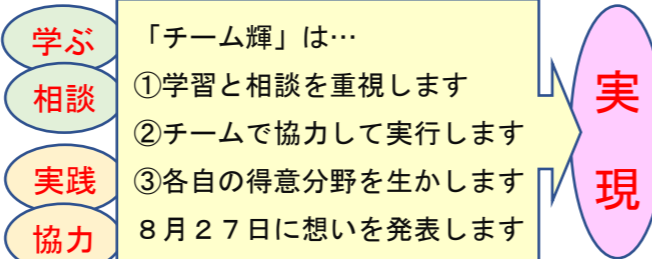 学ぶ
相談
実践
協力
「チーム輝」は…
①学習と相談を重視します
②チームで協力して実行します
③各自の得意分野を生かします
８月２７日に想いを発表します
実現